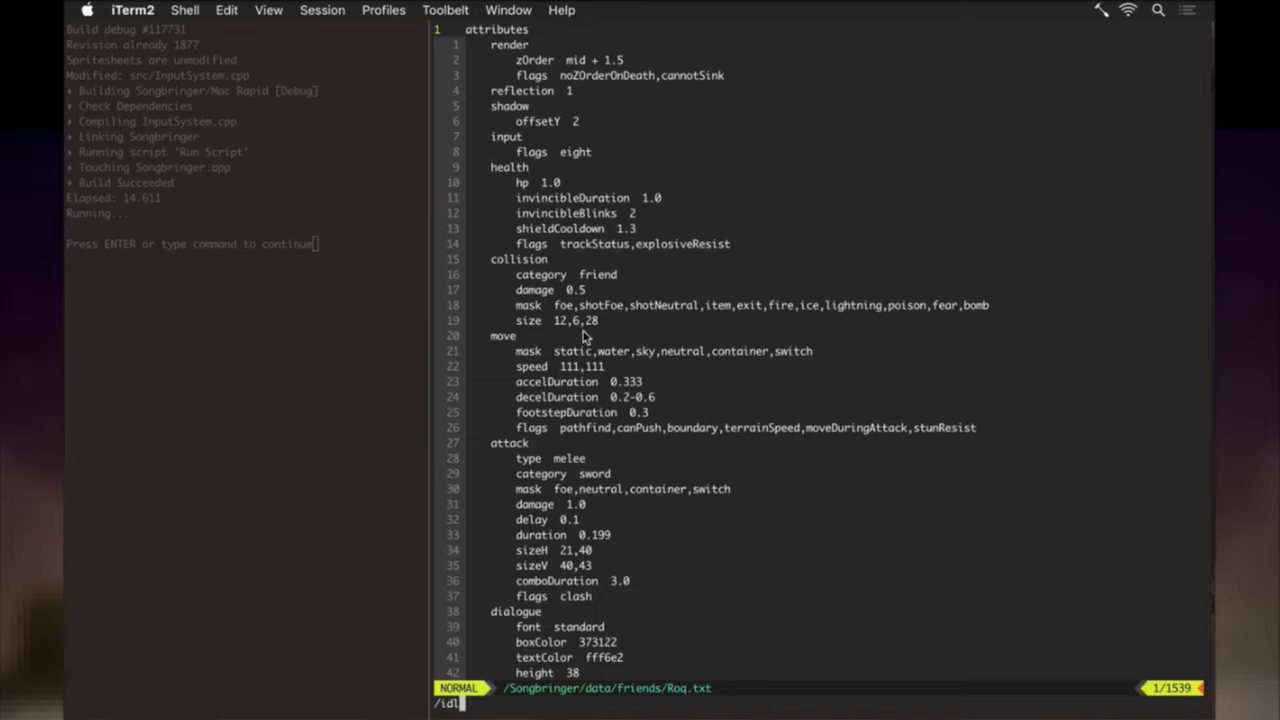 iTerm2 Shell Edit View Session Profiles Toolbelt Window Help
Build debug #117731
Revision already 1877
Spritesheets are unmodified
Modified: src/InputSystem.cpp
▸ Building Songbringer/Mac Rapid [Debug]
▸ Check Dependencies
▸ Compiling InputSystem.cpp
▸ Linking Songbringer
▸ Running script 'Run Script'
▸ Touching Songbringer.app
▸ Build Succeeded
Elapsed: 14.611
Running...
Press ENTER or type command to continue
1 attributes
1 render
2 zOrder mid + 1.5
3 flags noZOrderOnDeath,cannotSink
4 reflection 1
5 shadow
6 offsetY 2
7 input
8 flags eight
9 health
10 hp 1.0
11 invincibleDuration 1.0
12 invincibleBlinks 2
13 shieldCooldown 1.3
14 flags trackStatus,explosiveResist
15 collision
16 category friend
17 damage 0.5
18 mask foe,shotFoe,shotNeutral,item,exit,fire,ice,lightning,poison,fear,bomb
19 size 12,6,28
20 move
21 mask static,water,sky,neutral,container,switch
22 speed 111,111
23 accelDuration 0.333
24 decelDuration 0.2-0.6
25 footstepDuration 0.3
26 flags pathfind,canPush,boundary,terrainSpeed,moveDuringAttack,stunResist
27 attack
28 type melee
29 category sword
30 mask foe,neutral,container,switch
31 damage 1.0
32 delay 0.1
33 duration 0.199
34 sizeH 21,40
35 sizeV 40,43
36 comboDuration 3.0
37 flags clash
38 dialogue
39 font standard
40 boxColor 373122
41 textColor fff6e2
42 height 38
NORMAL /Songbringer/data/friends/Roq.txt 1/1539
/idl